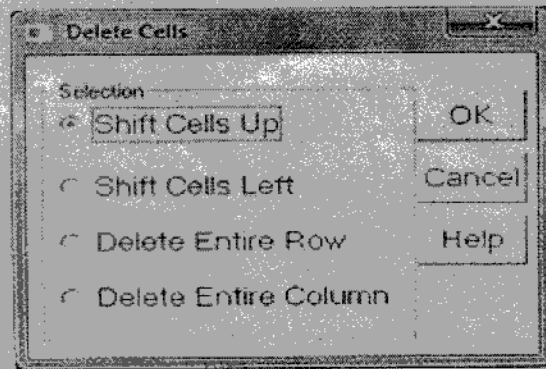 Delete Cells
Selection
Shift Cells Up
Shift Cells Left
Delete Entire Row
Delete Entire Column
OK
Cancel
Help